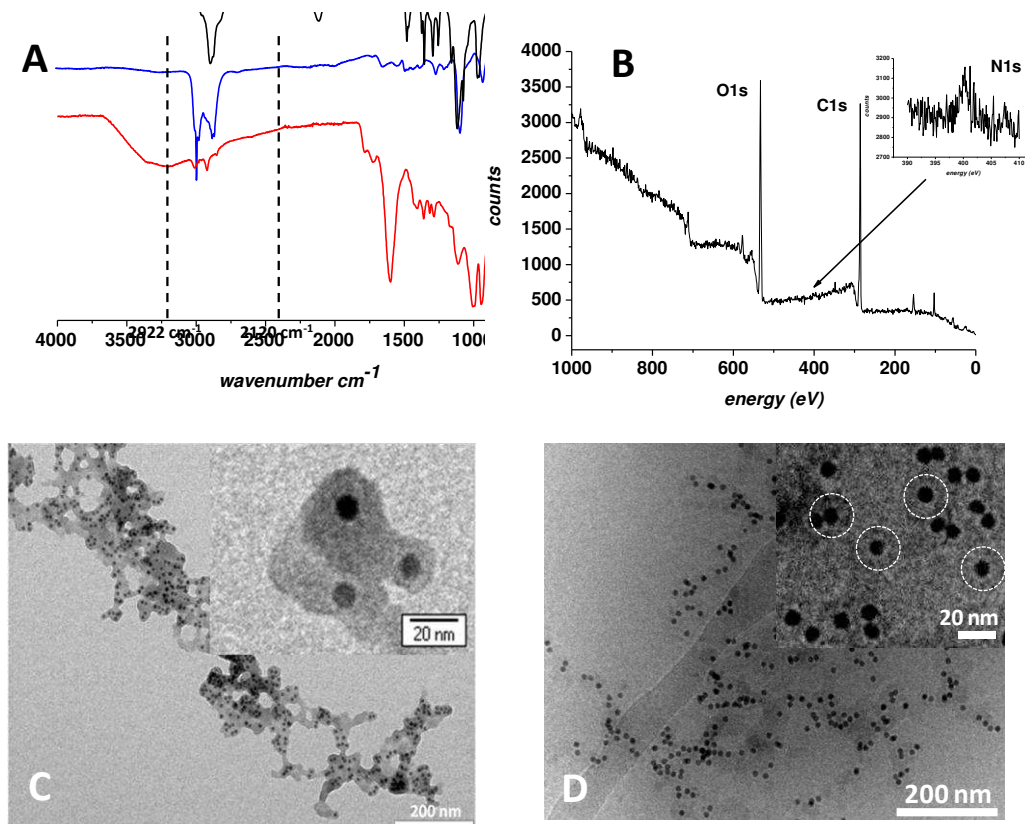 A
4000 3500 3000 2500 2000 1500 1000
2922 cm-1 2120 cm-1
wavenumber cm-1
B
4000
3500
3000
2500
2000
1500
1000
500
0
counts
O1s
C1s
1000 800 600 400 200 0
energy (eV)
N1s
3200
3100
3000
2900
2800
2700
counts
390 395 400 405 410
energy (eV)
20 nm
C
200 nm
20 nm
D
200 nm